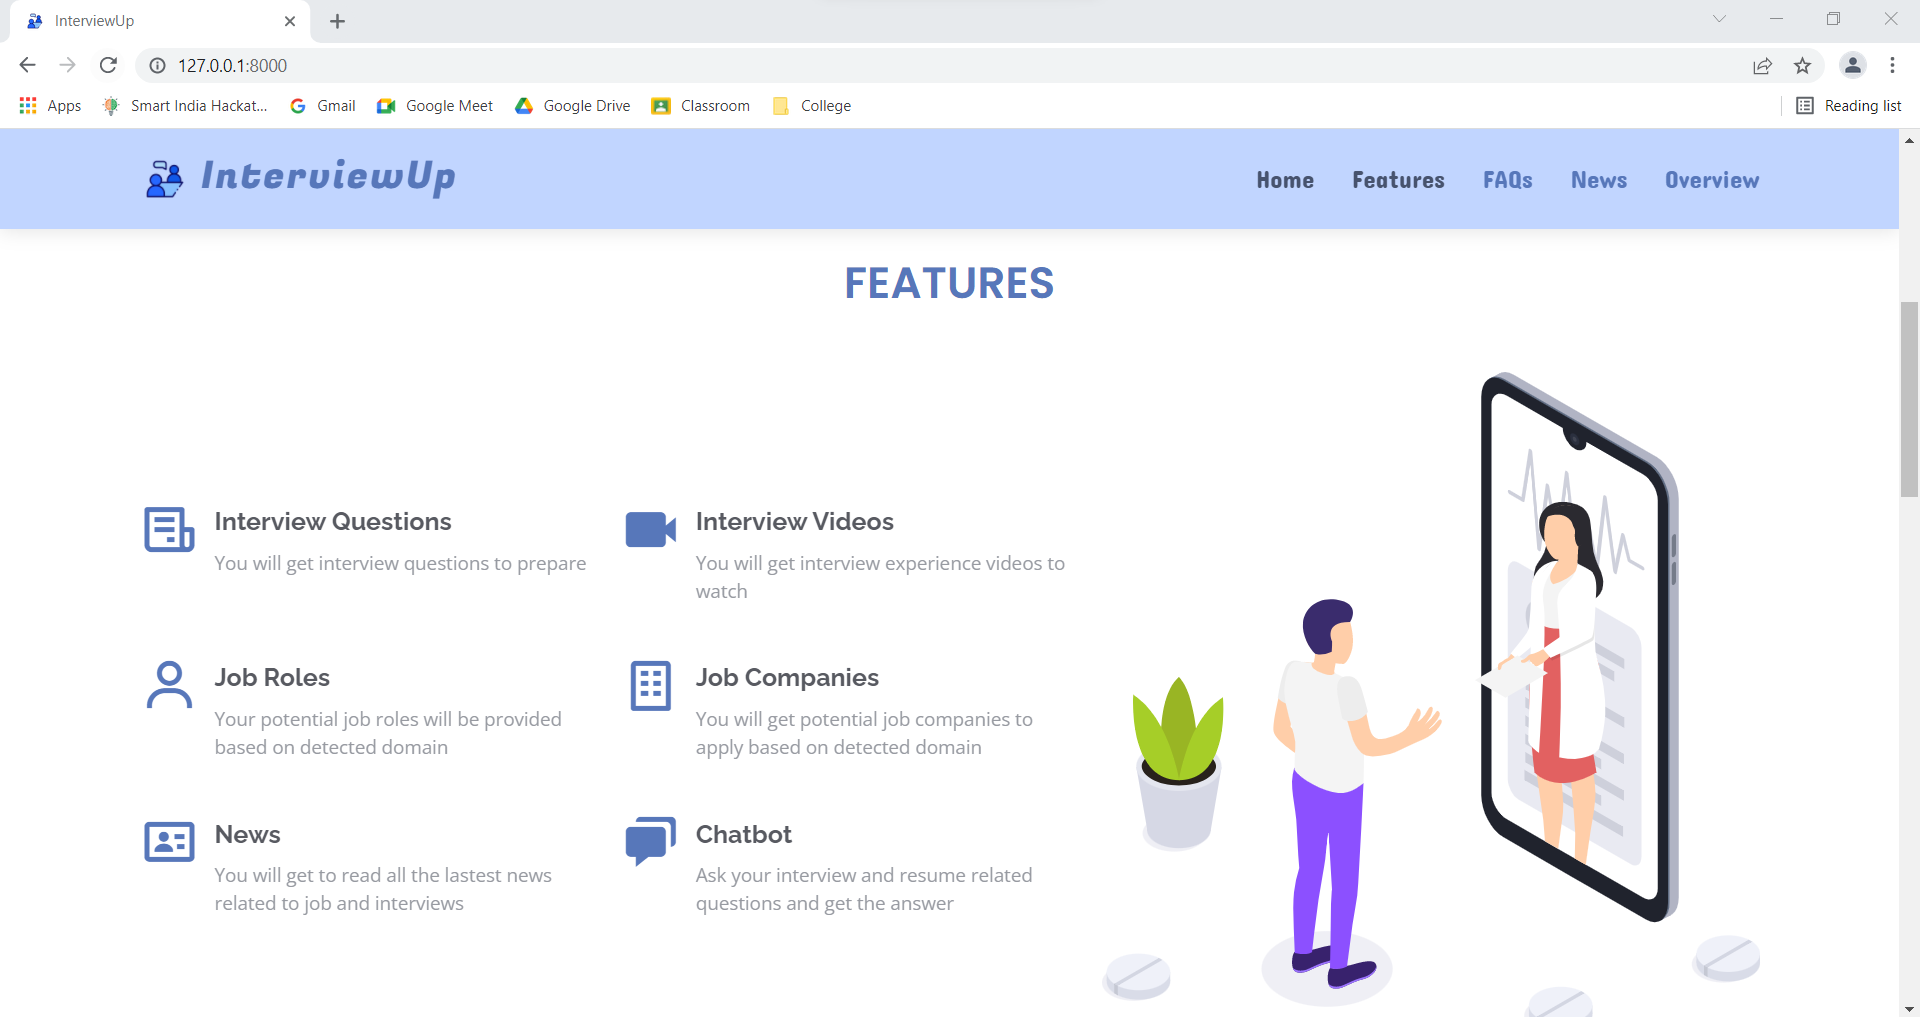 InterviewUp
127.0.0.1:8000
Apps Smart India Hackat... Gmail Google Meet Google Drive Classroom College Reading list
InterviewUp
Home Features FAQs News Overview
FEATURES
Interview Questions
You will get interview questions to prepare
Interview Videos
You will get interview experience videos to
watch
Job Roles
Your potential job roles will be provided
based on detected domain
Job Companies
You will get potential job companies to
apply based on detected domain
News
You will get to read all the lastest news
related to job and interviews
Chatbot
Ask your interview and resume related
questions and get the answer